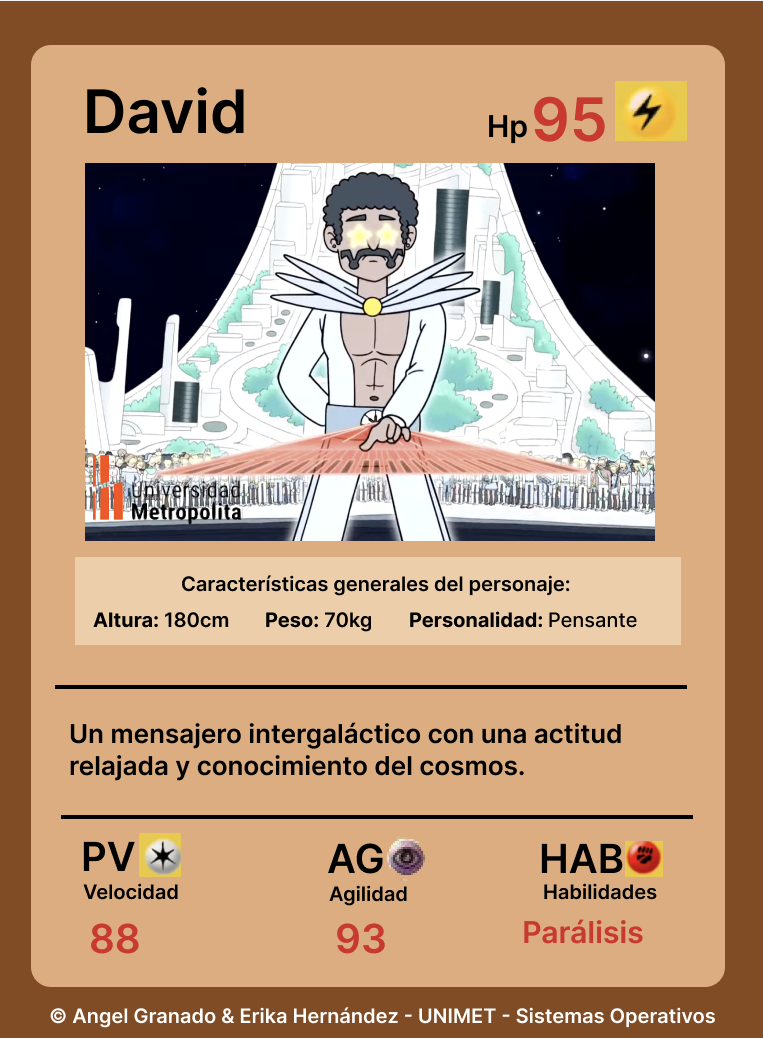 David
Hp 95
Universidad
Metropolita
Características generales del personaje:
Altura: 180cm Peso: 70kg Personalidad: Pensante
Un mensajero intergaláctico con una actitud
relajada y conocimiento del cosmos.
PV AG HAB
Velocidad Agilidad Habilidades
88 93 Parálisis
© Angel Granado & Erika Hernández - UNIMET - Sistemas Operativos